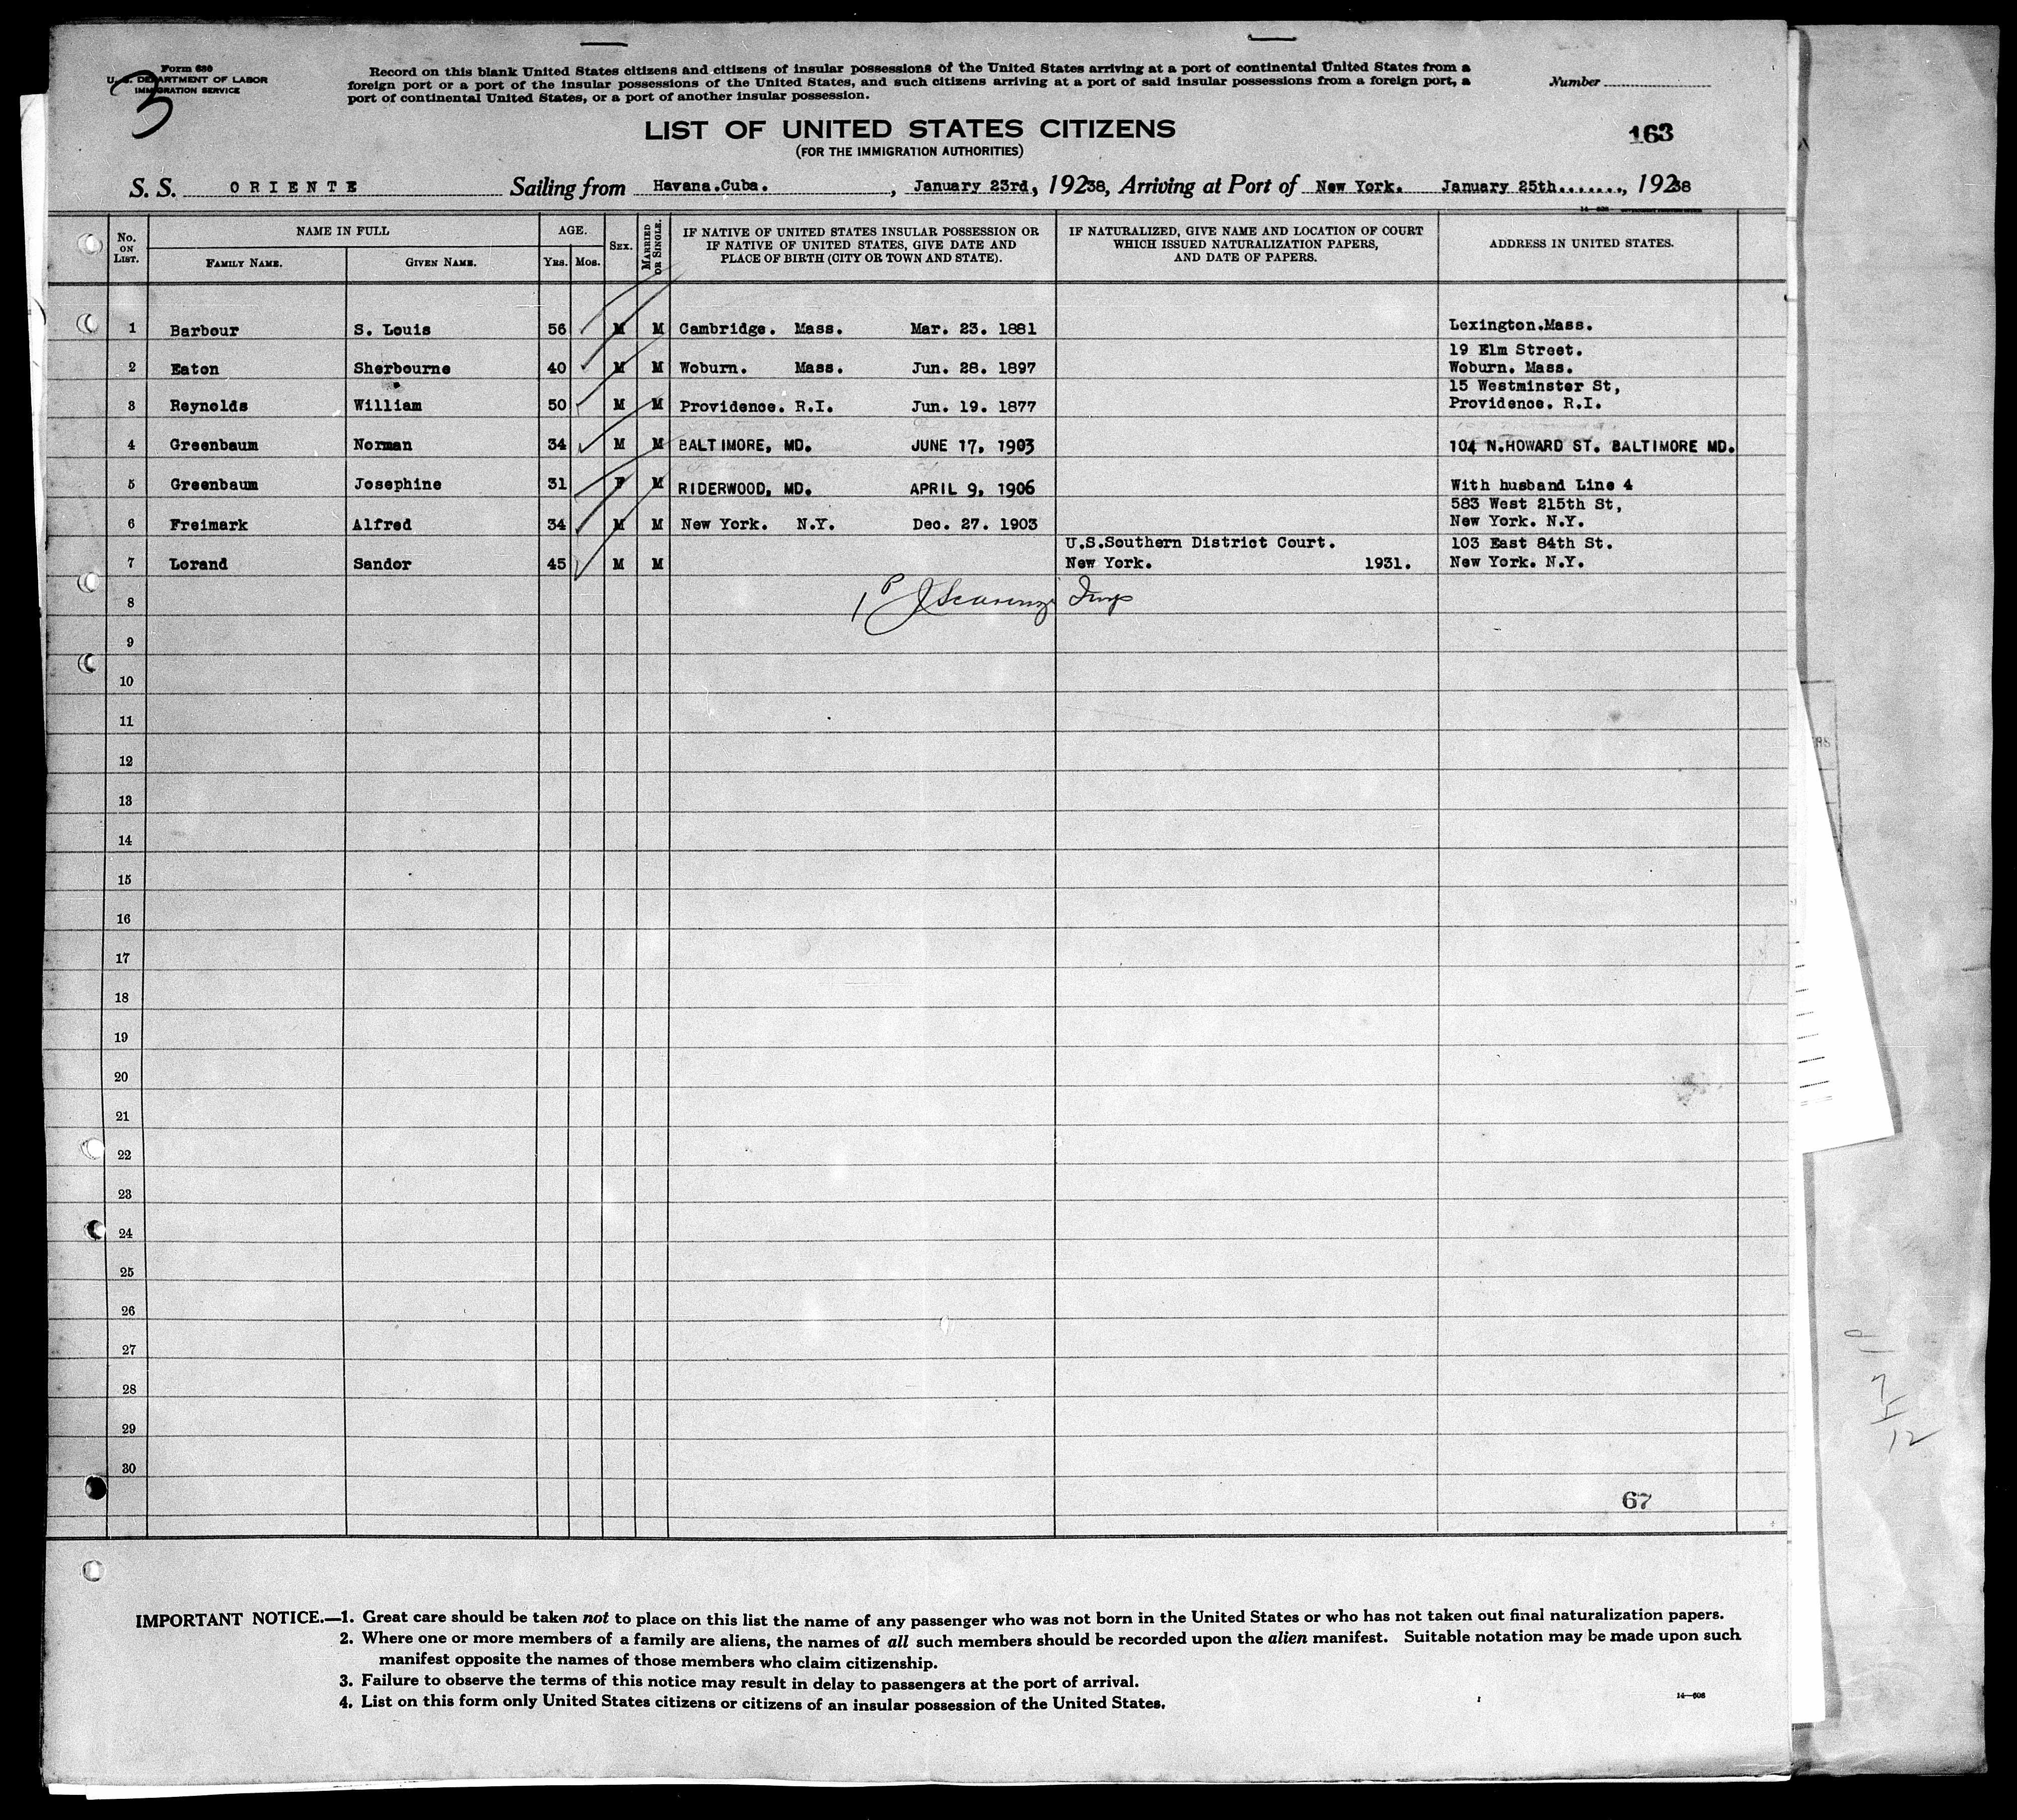 Form 630
U. S. DEPARTMENT OF LABOR
IMMIGRATION SERVICE
3
Record on this blank United States citizens and citizens of insular possessions of the United States arriving at a port of continental United States from a
foreign port or a port of the insular possessions of the United States, and such citizens arriving at a port of said insular possessions from a foreign port, a
port of continental United States, or a port of another insular possession.
Number
LIST OF UNITED STATES CITIZENS
(FOR THE IMMIGRATION AUTHORITIES)
163
S. S. ORIENTE Sailing from Havana.Cuba. , January 23rd, 19238, Arriving at Port of New York. January 25th......., 19238
No. ON LIST. NAME IN FULL AGE. SEX. MARRIED OR SINGLE. IF NATIVE OF UNITED STATES INSULAR POSSESSION OR IF NATIVE OF UNITED STATES, GIVE DATE AND PLACE OF BIRTH (CITY OR TOWN AND STATE). IF NATURALIZED, GIVE NAME AND LOCATION OF COURT WHICH ISSUED NATURALIZATION PAPERS, AND DATE OF PAPERS. ADDRESS IN UNITED STATES.
FAMILY NAME. GIVEN NAME. YRS. MOS.
1 Barbour S. Louis 56 M M Cambridge. Mass. Mar. 23. 1881 Lexington.Mass.
19 Elm Street.
2 Eaton Sherbourne 40 M M Woburn. Mass. Jun. 28. 1897 Woburn. Mass.
15 Westminster St,
3 Reynolds William 50 M M Providence. R.I. Jun. 19. 1877 Providence. R.I.
4 Greenbaum Norman 34 M M BALTIMORE, MD. JUNE 17, 1903 104 N.HOWARD ST. BALTIMORE MD.
5 Greenbaum Josephine 31 F M RIDERWOOD, MD. APRIL 9, 1906 With husband Line 4
583 West 215th St,
6 Freimark Alfred 34 M M New York. N.Y. Dec. 27. 1903 New York. N.Y.
U.S.Southern District Court. 103 East 84th St.
7 Lorand Sandor 45 M M New York. 1931. New York. N.Y.
8
9
10
11
12
13
14
15
16
17
18
19
20
21
22
23
24
25
26
27
28
29
30
67
IMPORTANT NOTICE.—1. Great care should be taken not to place on this list the name of any passenger who was not born in the United States or who has not taken out final naturalization papers.
2. Where one or more members of a family are aliens, the names of all such members should be recorded upon the alien manifest. Suitable notation may be made upon such
manifest opposite the names of those members who claim citizenship.
3. Failure to observe the terms of this notice may result in delay to passengers at the port of arrival.
4. List on this form only United States citizens or citizens of an insular possession of the United States.
14—608